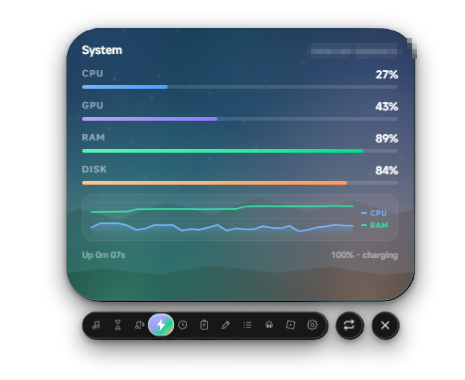 System
CPU 27%
GPU 43%
RAM 89%
DISK 84%
CPU
RAM
Up 0m 07s 100% · charging